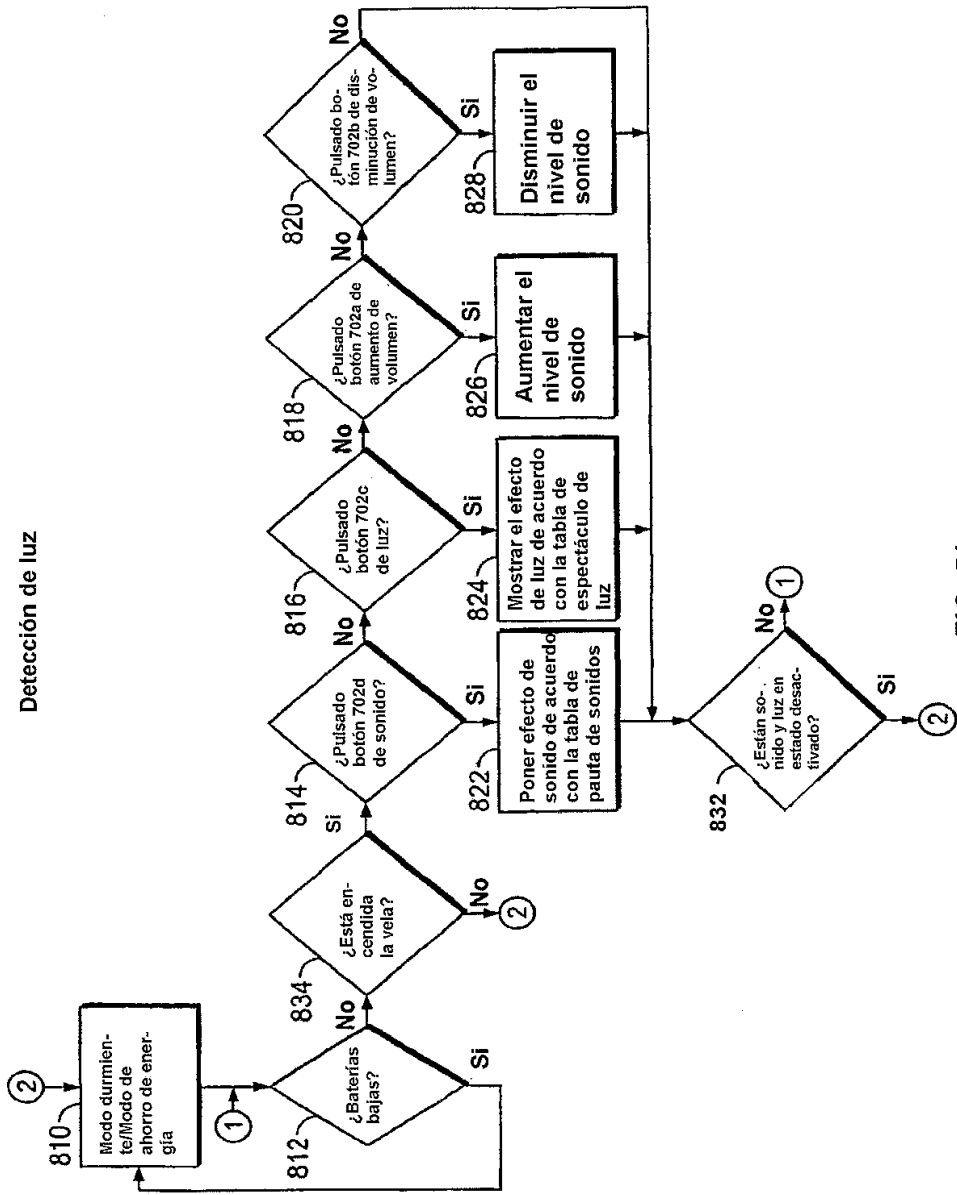 Detección de luz
2
810
Modo durmien-
te/Modo de
ahorro de ener-
gía
1
812
¿Baterías
bajas?
Si
No
834
¿Está en-
cendida
la vela?
No
2
Si
814
¿Pulsado
botón 702d
de sonido?
No
Si
822
Poner efecto de
sonido de acuerdo
con la tabla de
pauta de sonidos
816
¿Pulsado
botón 702c
de luz?
No
Si
824
Mostrar el efecto
de luz de acuerdo
con la tabla de
espectáculo de
luz
818
¿Pulsado
botón 702a de
aumento de
volumen?
No
Si
826
Aumentar el
nivel de
sonido
820
¿Pulsado bo-
tón 702b de dis-
minución de vo-
lumen?
No
Si
828
Disminuir el
nivel de
sonido
832
¿Están so-
nido y luz en
estado desac-
tivado?
No
1
Si
2